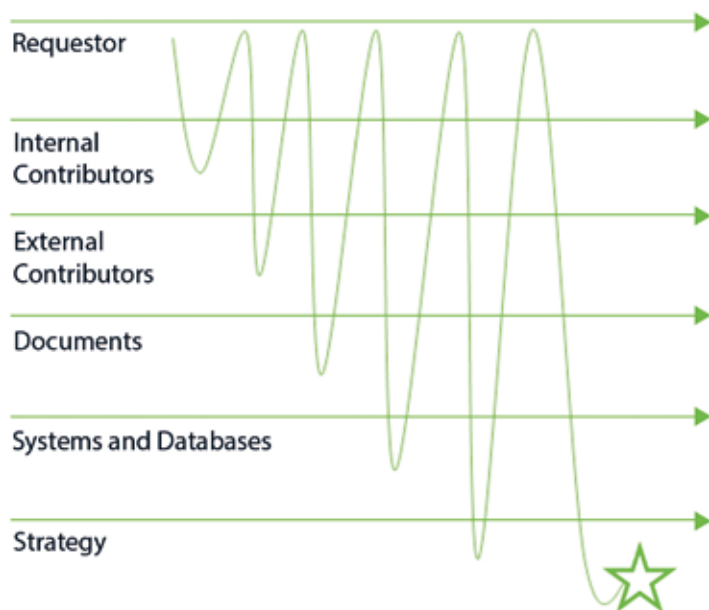 Requestor
Internal
Contributors
External
Contributors
Documents
Systems and Databases
Strategy